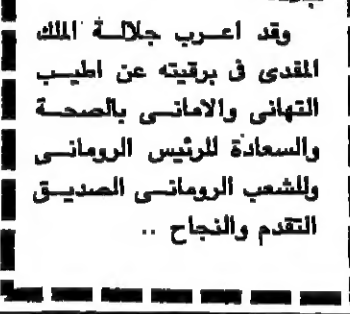 وقد اعرب جلالة الملك
المفدى فى برقيته عن اطيب
التهانى والامانى بالصحة
والسعادة للرئيس الرومانى
وللشعب الرومانى الصديق
التقدم والنجاح ..